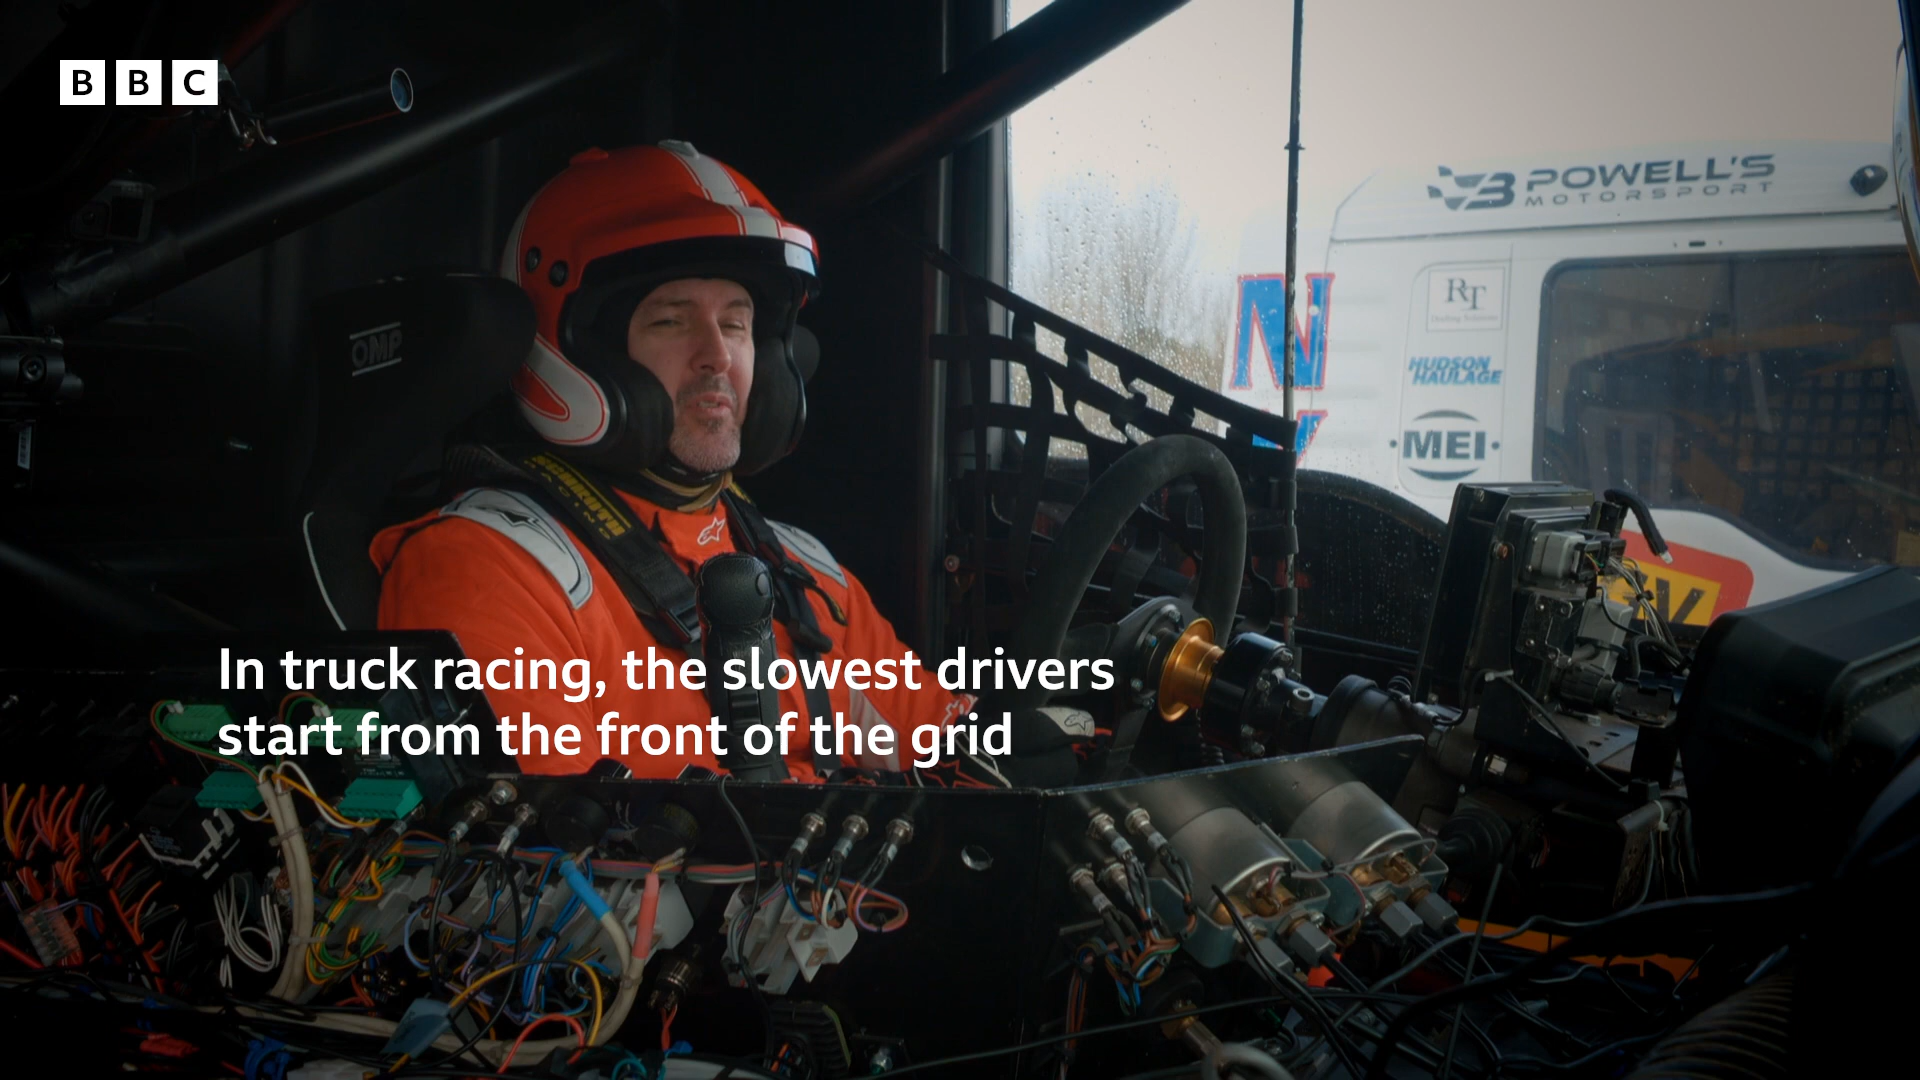 BBC
POWELL'S
MOTORSPORT
RT
HUDSON
HAULAGE
MEI
OMP
N
In truck racing, the slowest drivers
start from the front of the grid